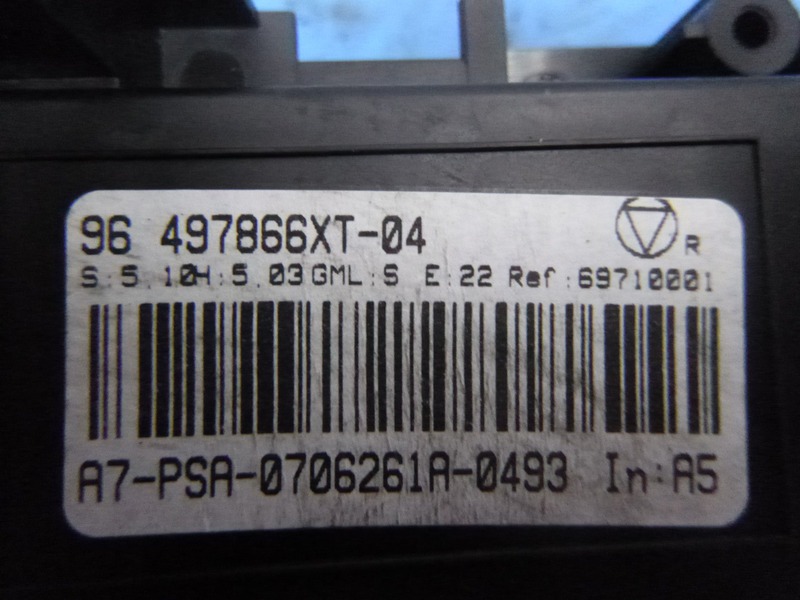 96 497866XT-04
R
S:5.10H:5.03GML:S E:22 Ref:69710001
A7-PSA-0706261A-0493 In:A5